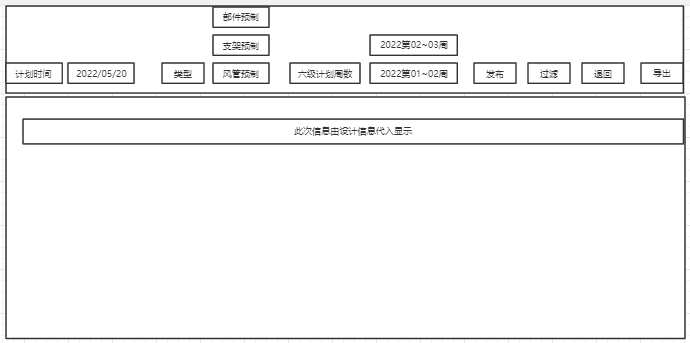 部件预制
支架预制 2022第02~03周
计划时间 2022/05/20 类型 风管预制 六级计划周数 2022第01~02周 发布 过滤 退回 导出
此次信息由设计信息代入显示